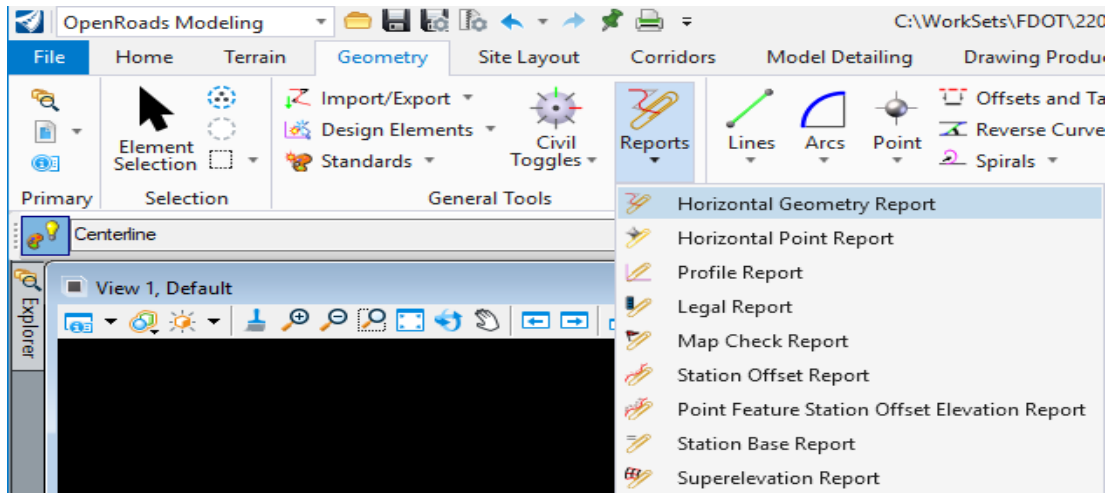 OpenRoads Modeling C:\WorkSets\FDOT\220
File Home Terrain Geometry Site Layout Corridors Model Detailing Drawing Produ
Import/Export
Design Elements
Standards
Element
Selection
Civil
Toggles
Reports
Lines
Arcs
Point
Offsets and Ta
Reverse Curve
Spirals
Primary Selection General Tools
Centerline
Explorer
View 1, Default
Horizontal Geometry Report
Horizontal Point Report
Profile Report
Legal Report
Map Check Report
Station Offset Report
Point Feature Station Offset Elevation Report
Station Base Report
Superelevation Report